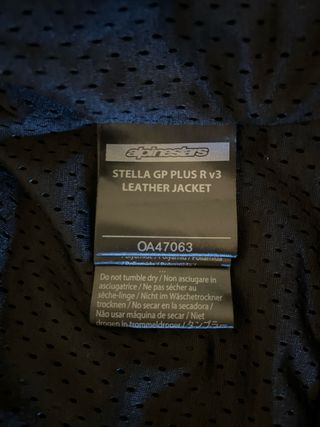 alpinestars
STELLA GP PLUS R v3
LEATHER JACKET
OA47063
Do not tumble dry / Non asciugare in
asciugatrice / Ne pas sécher au
sèche-linge / Nicht im Wäschetrockner
trocknen / No secar en la secadora /
Não usar máquina de secar / Niet
drogen in trommeldroger / タンブラー